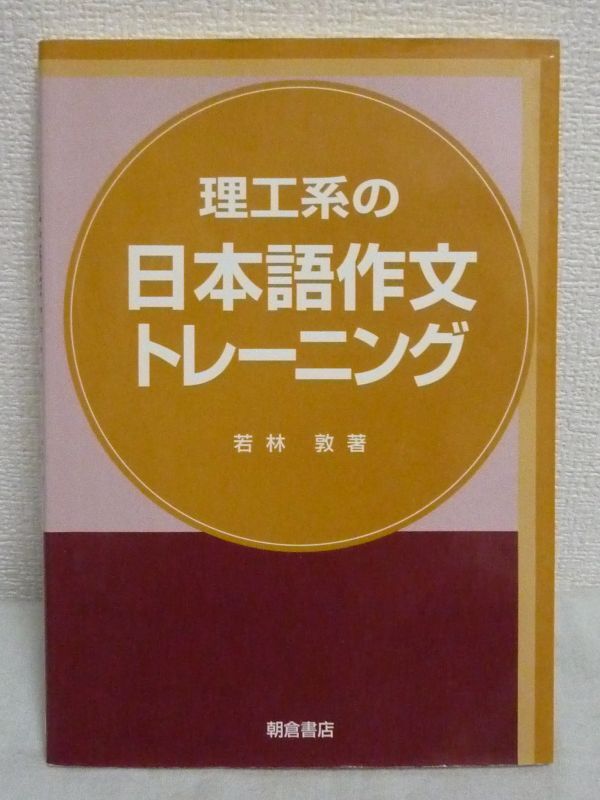 理工系の
日本語作文
トレーニング
若林 敦著
朝倉書店